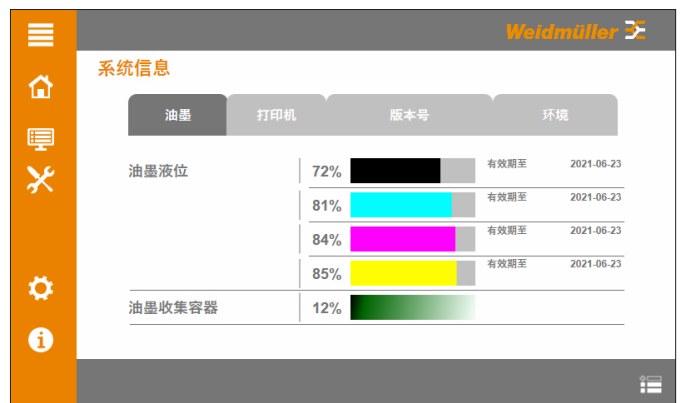 Weidmüller
系统信息
油墨 打印机 版本号 环境
油墨液位 72% 有效期至 2021-06-23
81% 有效期至 2021-06-23
84% 有效期至 2021-06-23
85% 有效期至 2021-06-23
油墨收集容器 12%